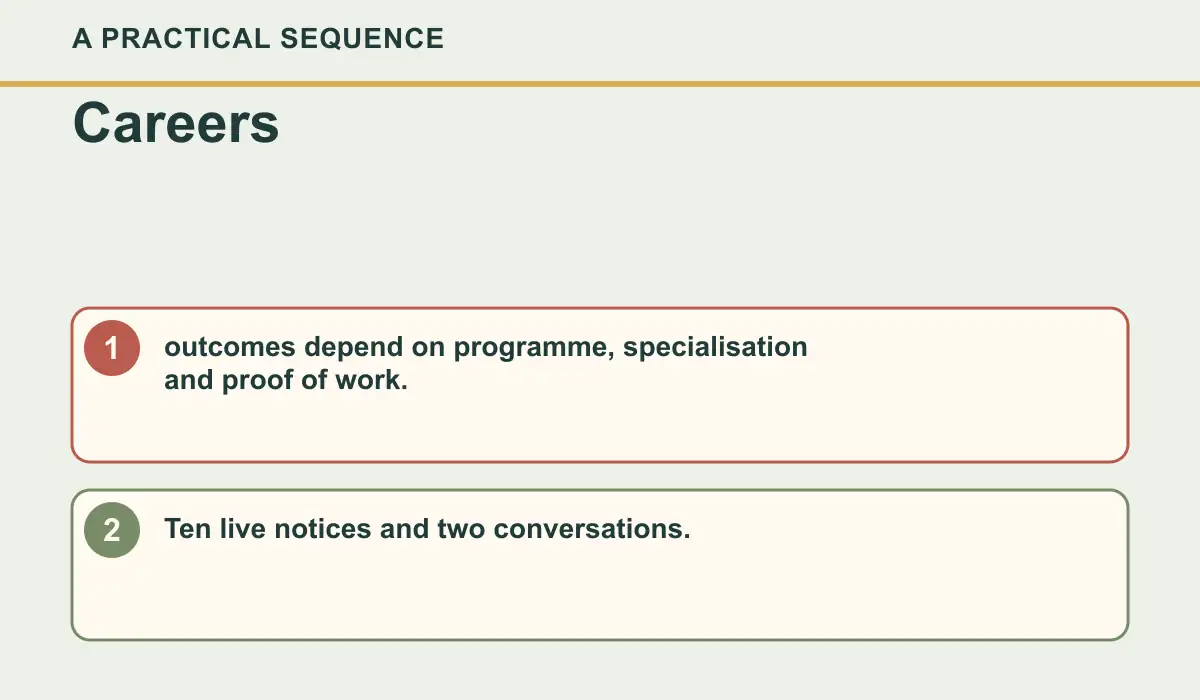 A PRACTICAL SEQUENCE
Careers
1
outcomes depend on programme, specialisation
and proof of work.
2
Ten live notices and two conversations.